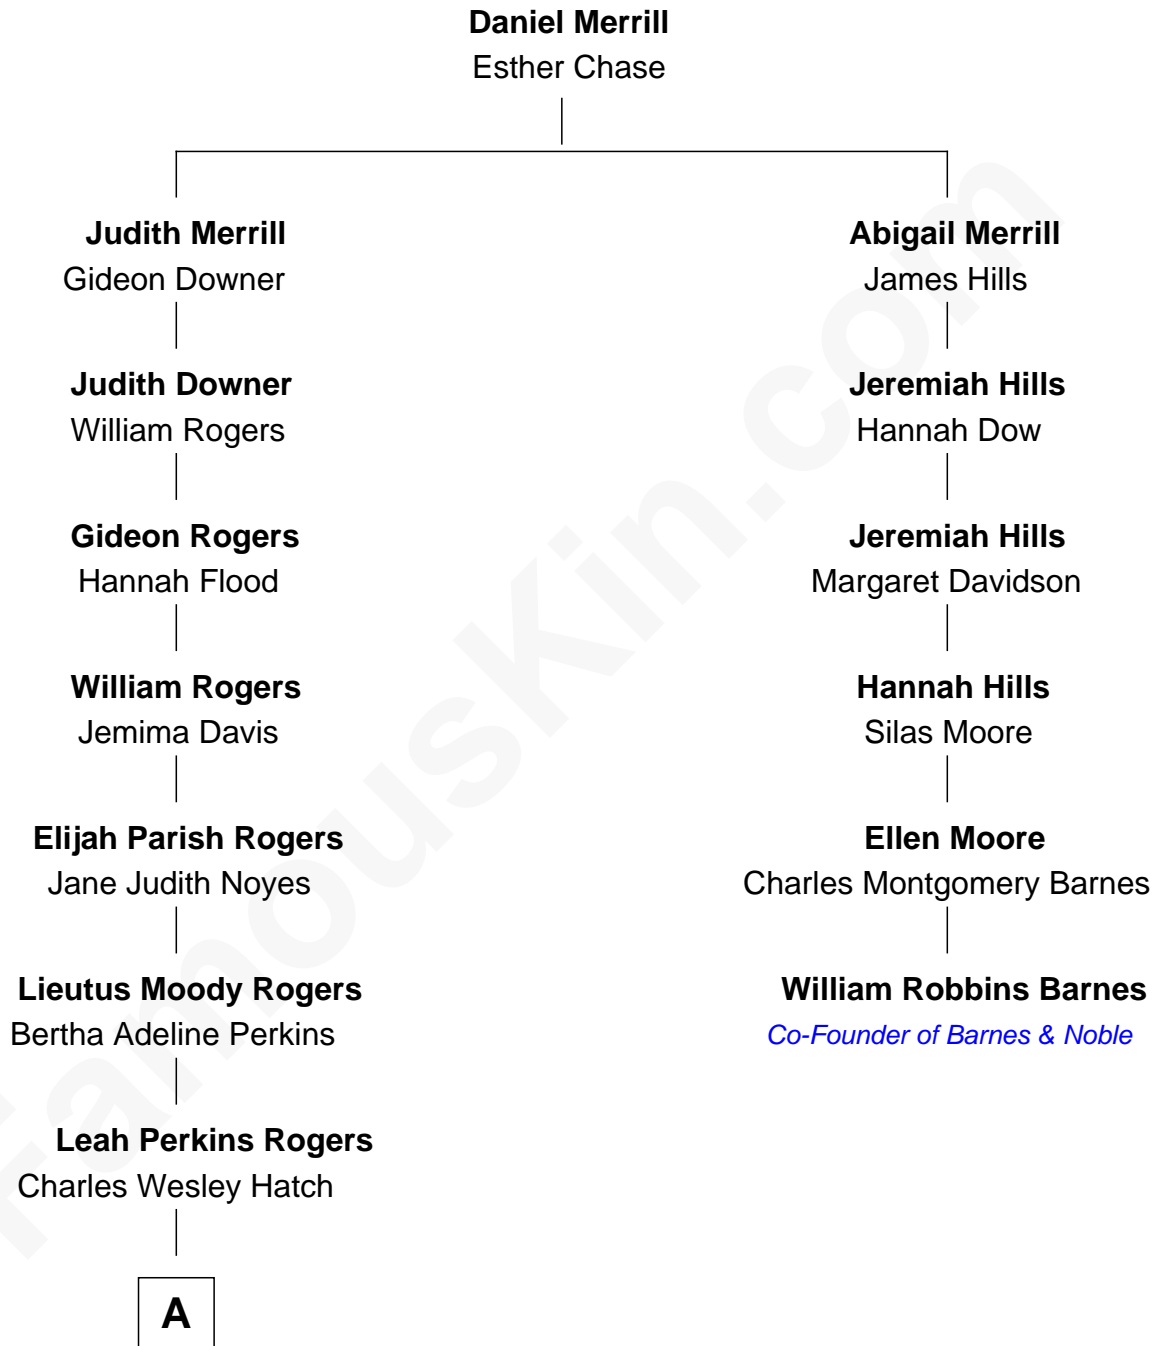 Daniel Merrill
Esther Chase
Judith Merrill
Gideon Downer
Abigail Merrill
James Hills
Judith Downer
William Rogers
Jeremiah Hills
Hannah Dow
Gideon Rogers
Hannah Flood
Jeremiah Hills
Margaret Davidson
William Rogers
Jemima Davis
Hannah Hills
Silas Moore
Elijah Parish Rogers
Jane Judith Noyes
Ellen Moore
Charles Montgomery Barnes
Lieutus Moody Rogers
Bertha Adeline Perkins
William Robbins Barnes
Co-Founder of Barnes & Noble
Leah Perkins Rogers
Charles Wesley Hatch
A
FamousKin.com